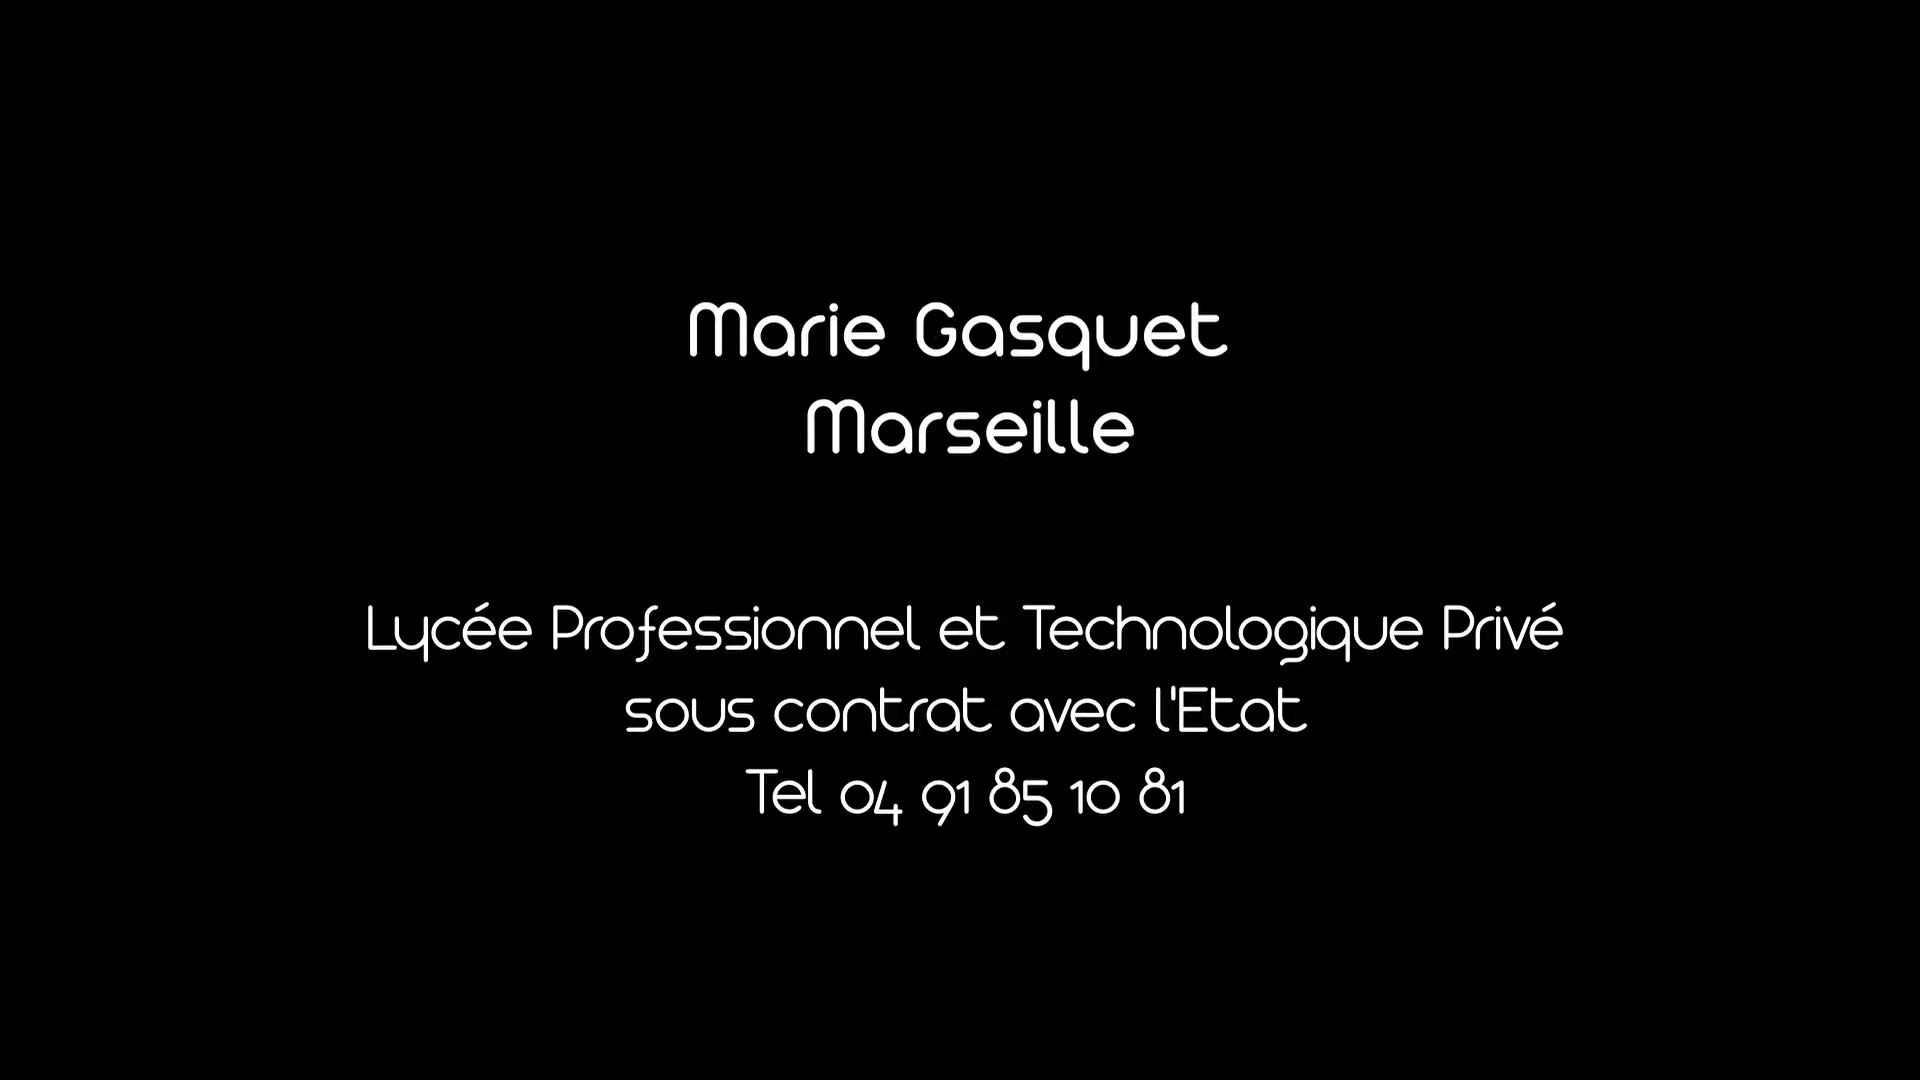 Marie Gasquet
Marseille
Lycée Professionnel et Technologique Privé
sous contrat avec l'Etat
Tel 04 91 85 10 81